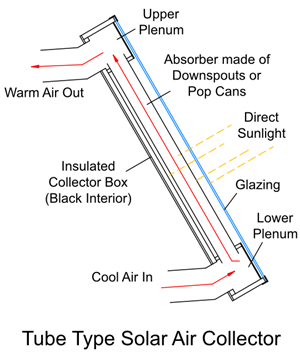 Upper
Plenum
Absorber made of
Downspouts or
Pop Cans
Warm Air Out
Direct
Sunlight
Insulated
Collector Box
(Black Interior)
Glazing
Lower
Plenum
Cool Air In
Tube Type Solar Air Collector